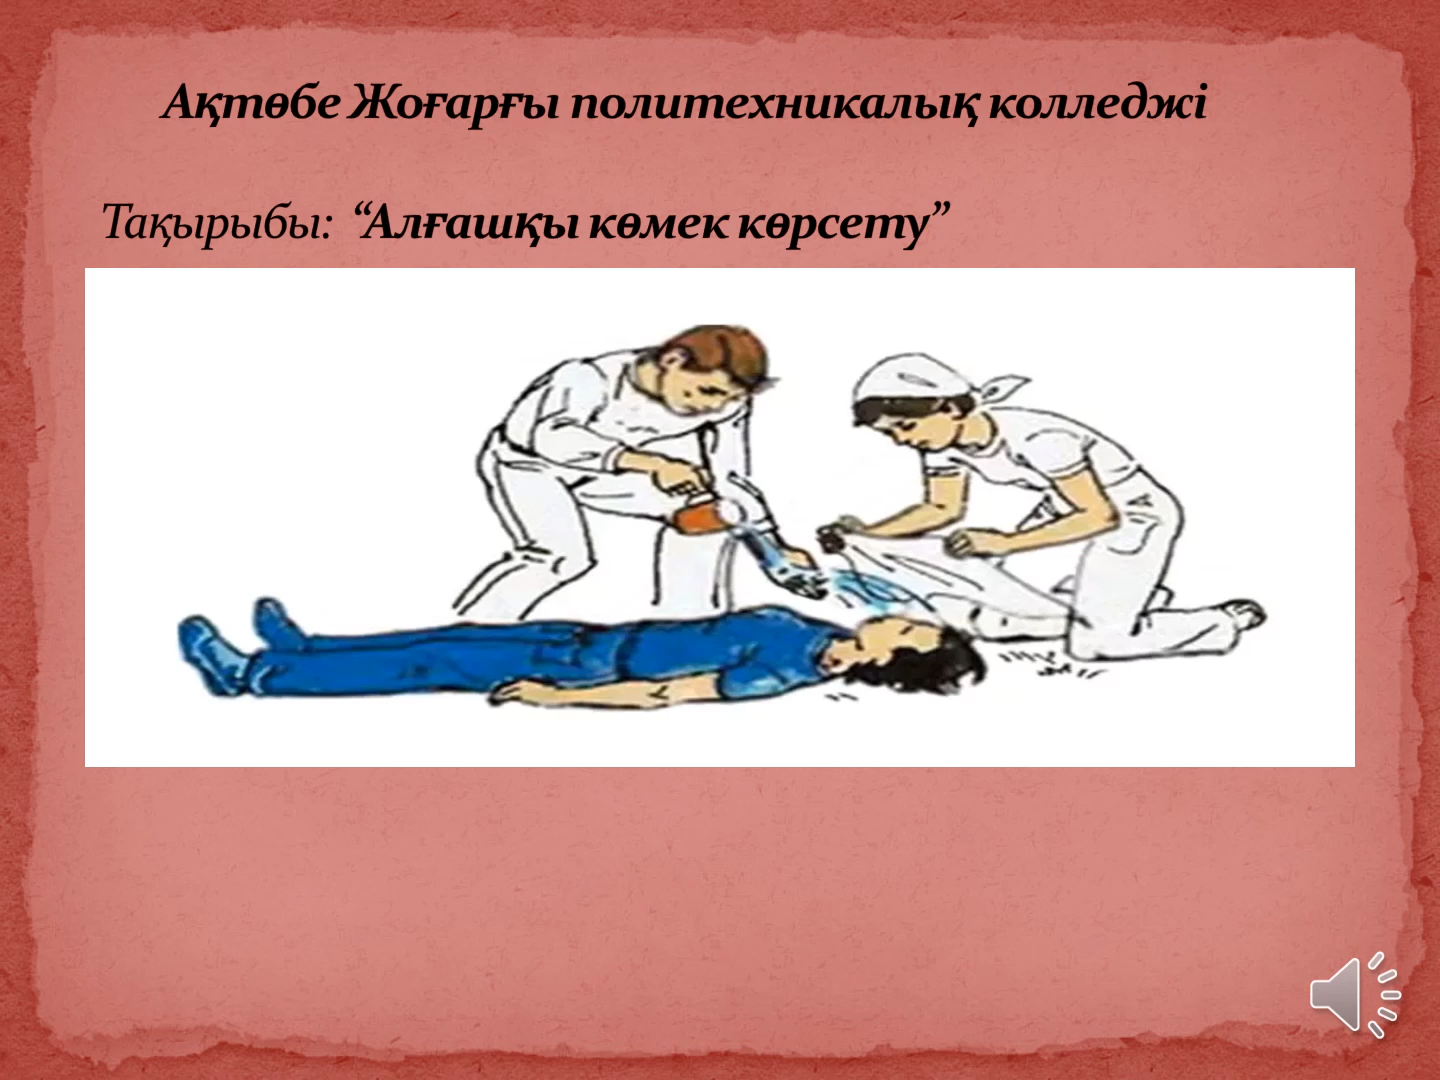 Ақтөбе Жоғарғы политехникалық колледжі
Тақырыбы: “Алғашқы көмек көрсету”